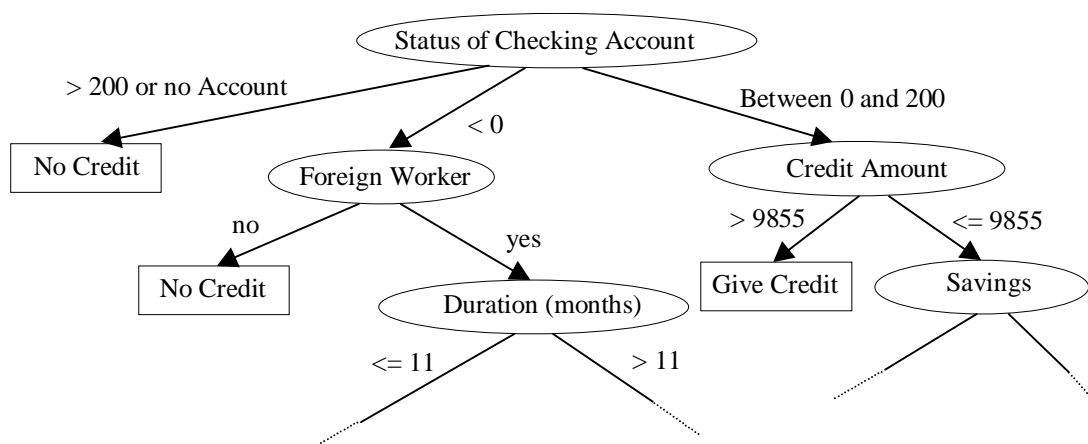 Status of Checking Account
> 200 or no Account
Between 0 and 200
< 0
No Credit
Foreign Worker
Credit Amount
no
yes
> 9855
<= 9855
No Credit
Duration (months)
Give Credit
Savings
<= 11
> 11